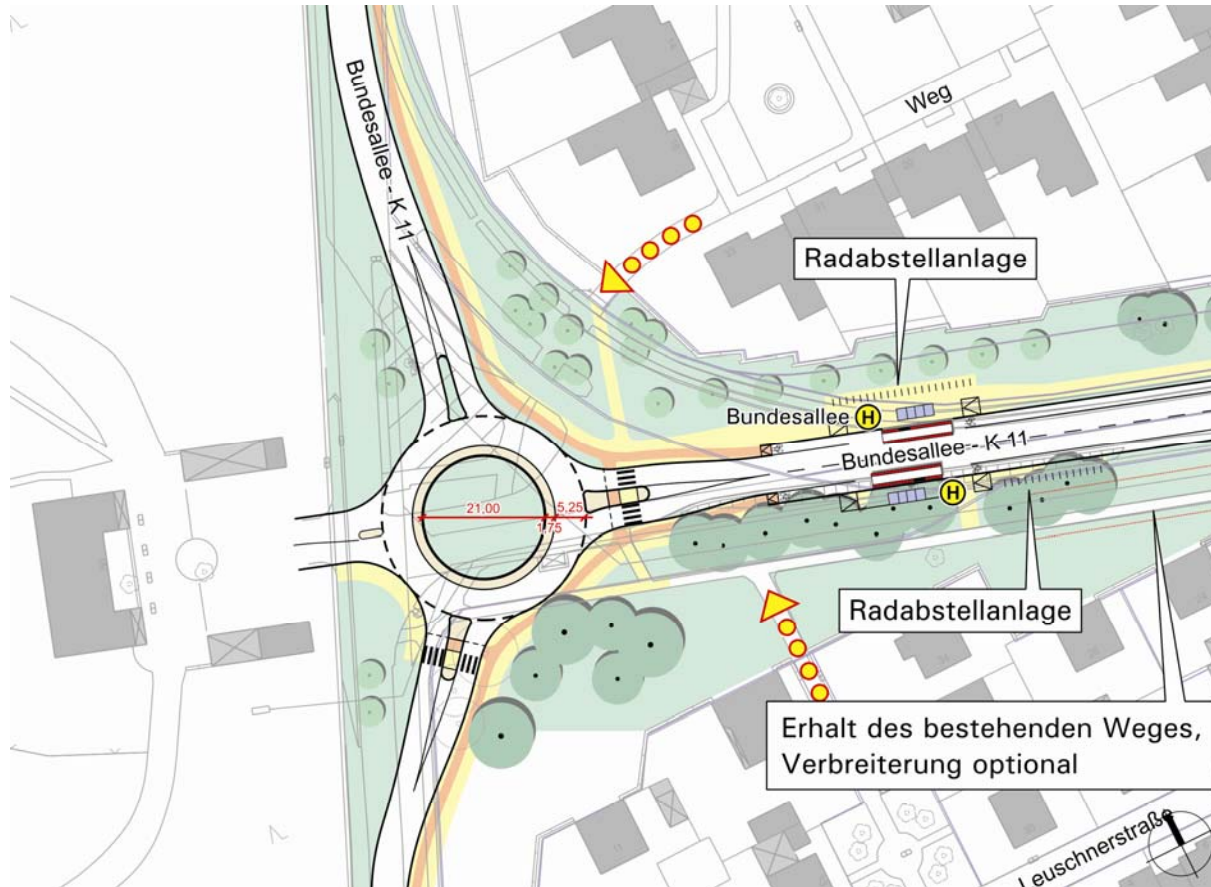 Bundesallee - K 11
Weg
Radabstellanlage
Bundesallee H
Bundesallee - K 11
H
21,00
5,25
1,75
Radabstellanlage
Erhalt des bestehenden Weges,
Verbreiterung optional
Leuschnerstraße